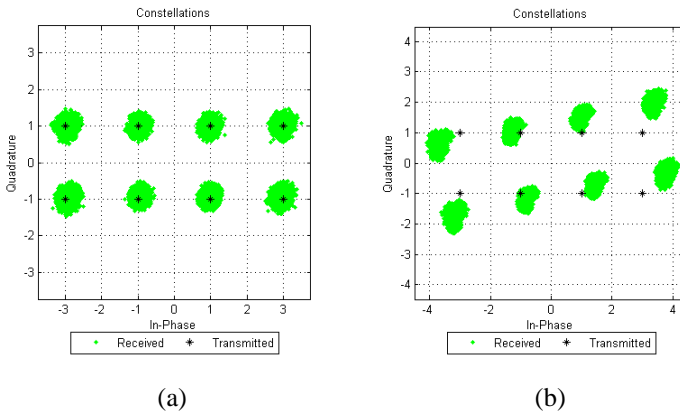 Constellations
3
2
1
0
-1
-2
-3
Quadrature
-3 -2 -1 0 1 2 3
In-Phase
Received Transmitted
(a)
Constellations
4
3
2
1
0
-1
-2
-3
-4
Quadrature
-4 -2 0 2 4
In-Phase
Received Transmitted
(b)